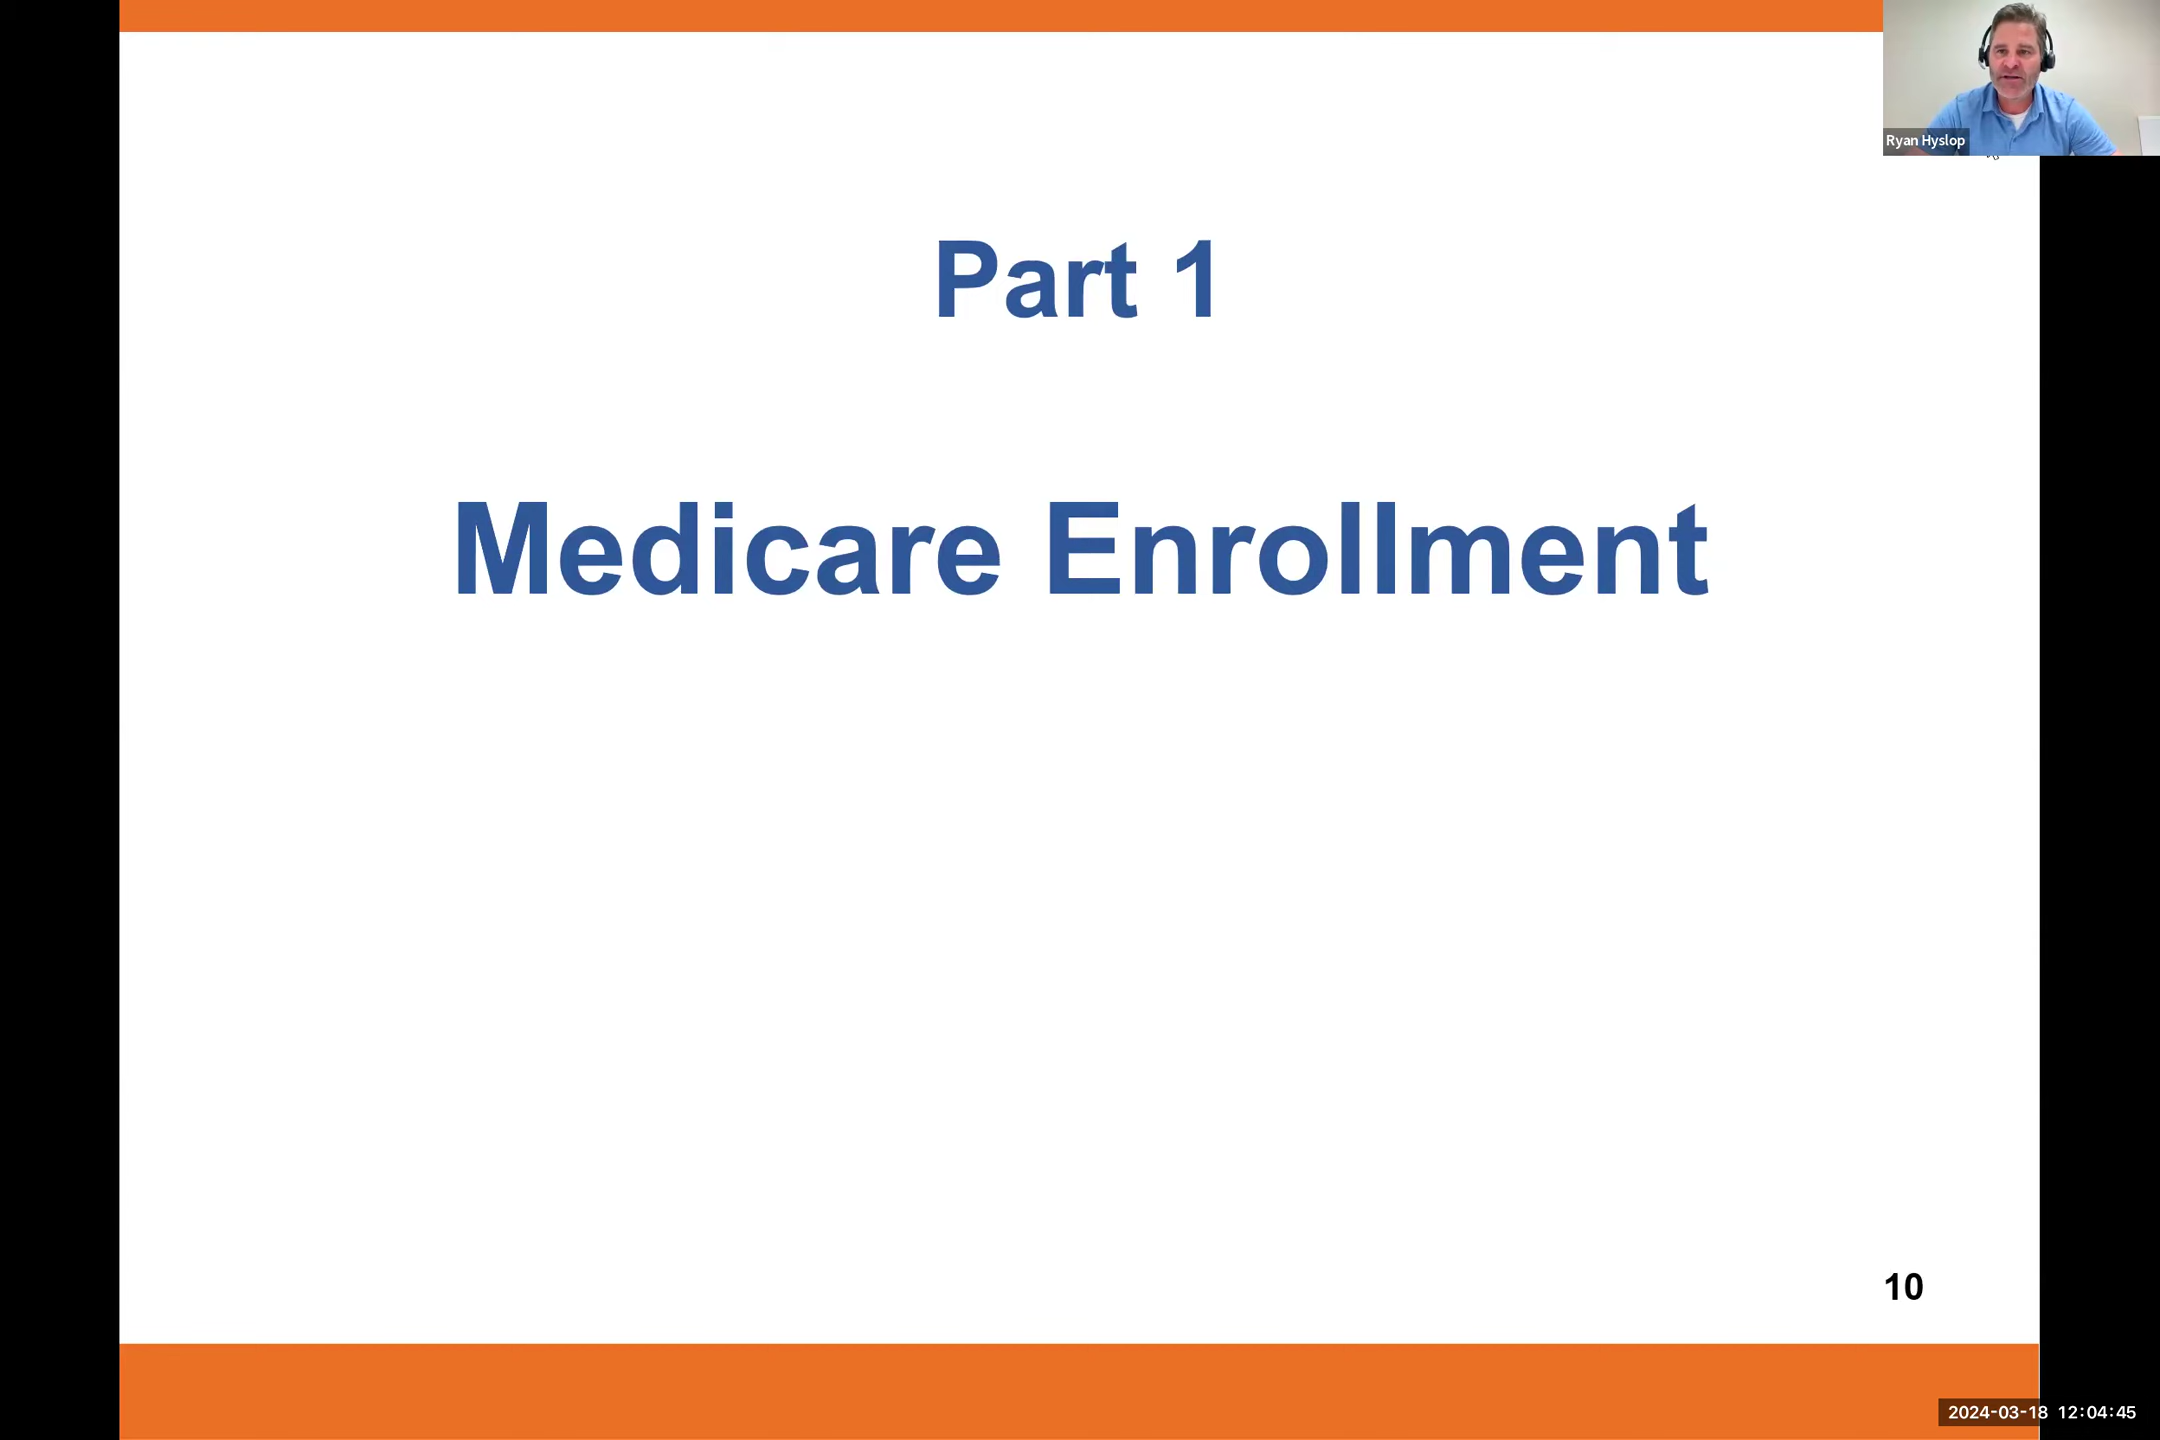 Ryan Hyslop
Part 1
Medicare Enrollment
10
2024-03-18 12:04:45